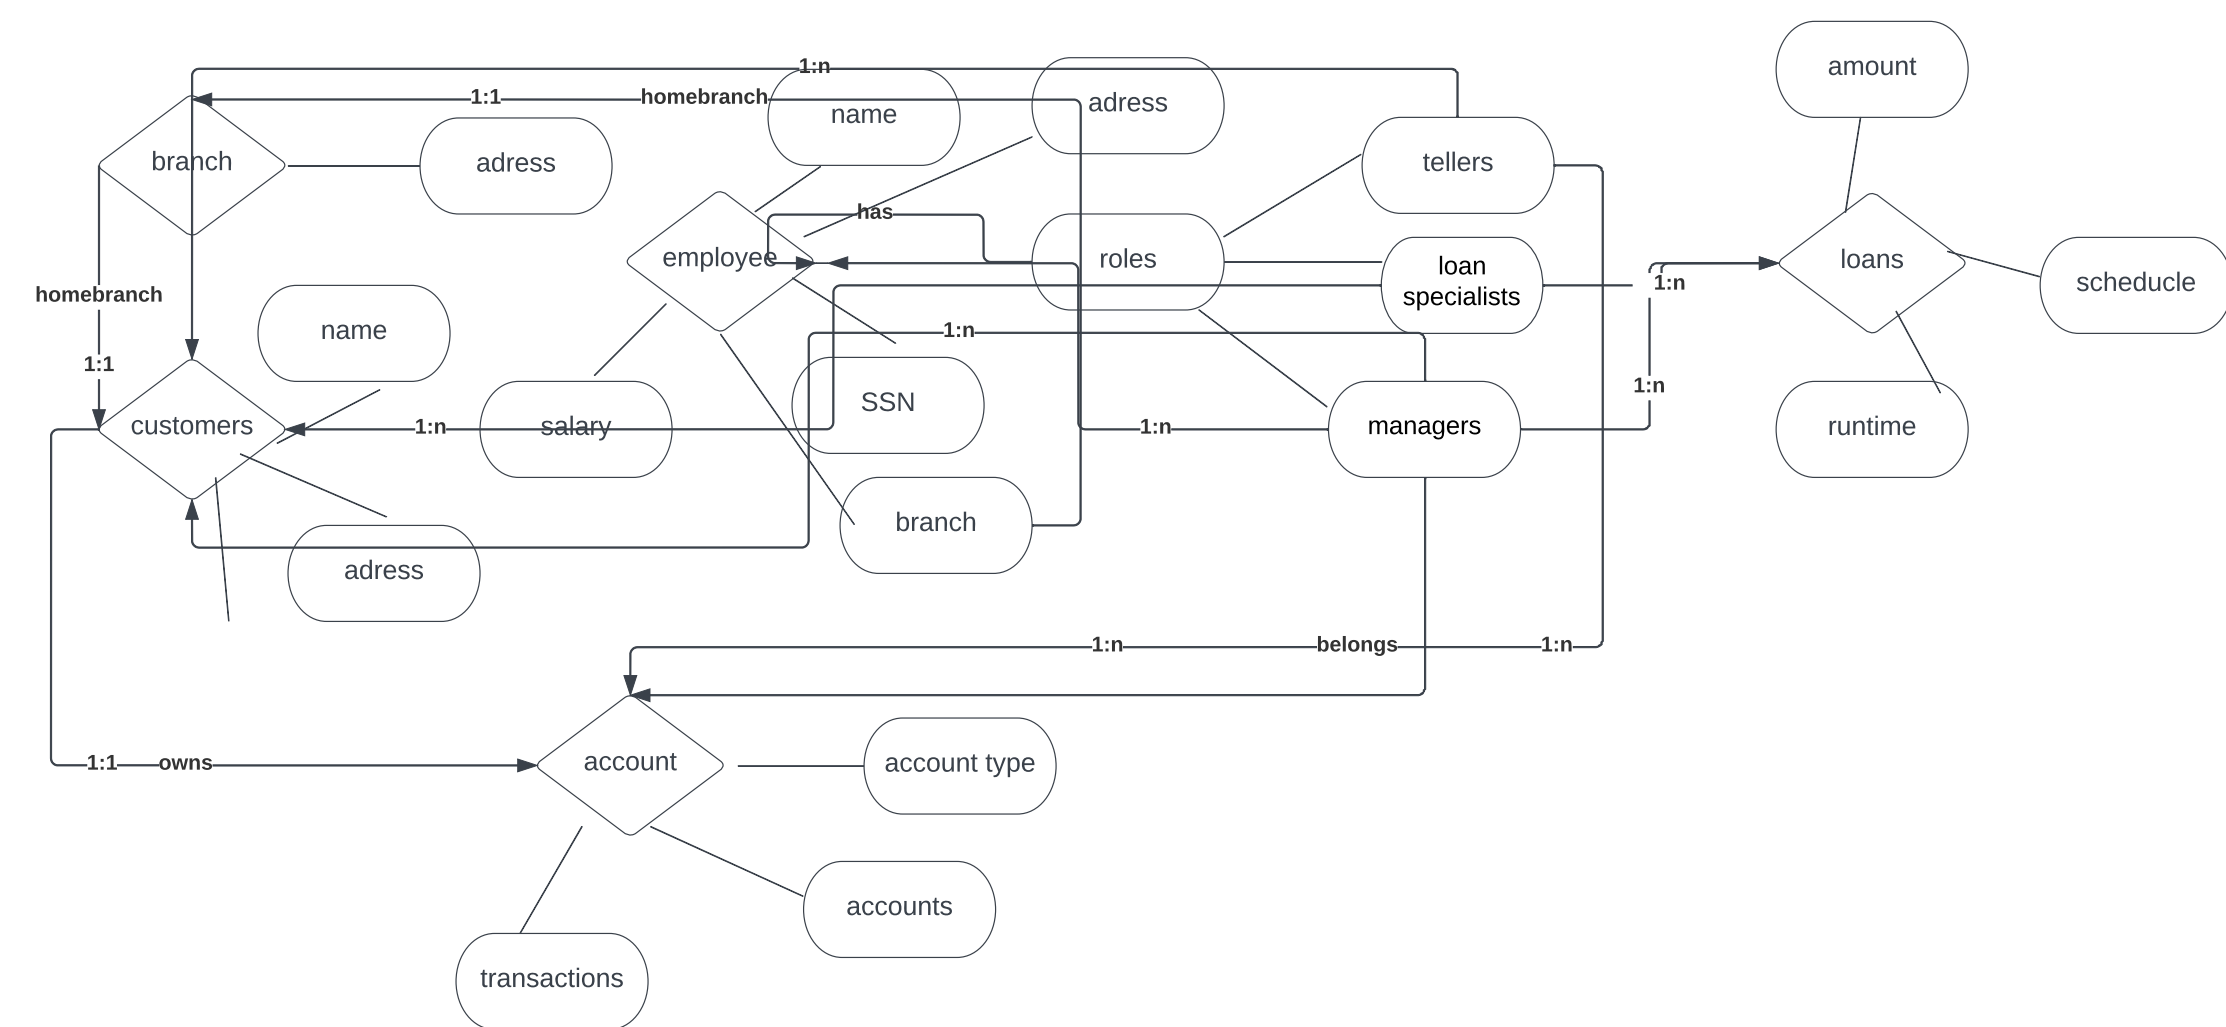 amount
1:n
1:1
homebranch
name
adress
branch
adress
tellers
has
employee
roles
loan
specialists
loans
1:n
scheducle
homebranch
name
1:n
1:1
1:n
customers
1:n
salary
SSN
1:n
managers
runtime
branch
adress
1:n
belongs
1:n
1:1
owns
account
account type
accounts
transactions